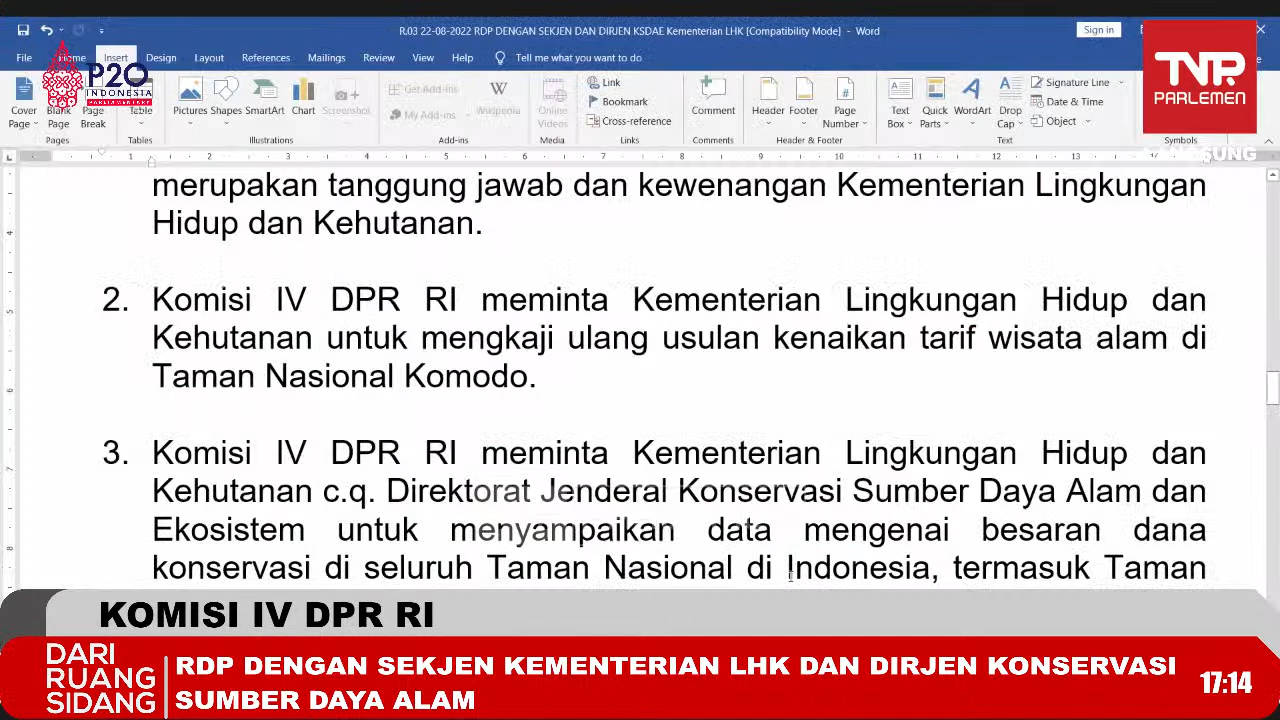 R.03 22-08-2022 RDP DENGAN SEKJEN DAN DIRJEN KSDAE Kementerian LHK [Compatibility Mode] - Word
Sign in
File Home Insert Design Layout References Mailings Review View Help Tell me what you want to do
P20
INDONESIA
PARLIAMENTARY
TVR
PARLEMEN
LANGSUNG
Cover Page
Blank Page
Page Break
Pages
Table
Tables
Pictures Shapes SmartArt Chart Screenshot
Illustrations
Get Add-ins
My Add-ins
Wikipedia
Add-ins
Online Videos
Media
Link
Bookmark
Cross-reference
Links
Comment
Comments
Header Footer Page Number
Header & Footer
Text Box
Quick Parts
WordArt
Drop Cap
Signature Line
Date & Time
Object
Text
Symbols
merupakan tanggung jawab dan kewenangan Kementerian Lingkungan
Hidup dan Kehutanan.
2. Komisi IV DPR RI meminta Kementerian Lingkungan Hidup dan
Kehutanan untuk mengkaji ulang usulan kenaikan tarif wisata alam di
Taman Nasional Komodo.
3. Komisi IV DPR RI meminta Kementerian Lingkungan Hidup dan
Kehutanan c.q. Direktorat Jenderal Konservasi Sumber Daya Alam dan
Ekosistem untuk menyampaikan data mengenai besaran dana
konservasi di seluruh Taman Nasional di Indonesia, termasuk Taman
KOMISI IV DPR RI
DARI
RUANG
SIDANG
RDP DENGAN SEKJEN KEMENTERIAN LHK DAN DIRJEN KONSERVASI
SUMBER DAYA ALAM
17:14